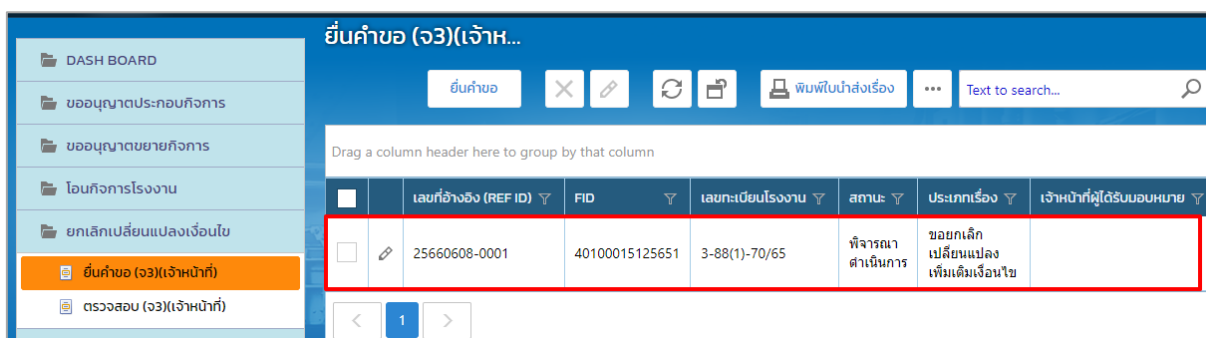 ยื่นคำขอ (จ3)(เจ้าห...
DASH BOARD
ขออนุญาตประกอบกิจการ
ขออนุญาตขยายกิจการ
โอนกิจการโรงงาน
ยกเลิกเปลี่ยนแปลงเงื่อนไข
ยื่นคำขอ (จ3)(เจ้าหน้าที่)
ตรวจสอบ (จ3)(เจ้าหน้าที่)
ยื่นคำขอ พิมพ์ใบนำส่งเรื่อง ... Text to search...
Drag a column header here to group by that column
เลขที่อ้างอิง (REF ID) FID เลขทะเบียนโรงงาน สถานะ ประเภทเรื่อง เจ้าหน้าที่ผู้ได้รับมอบหมาย
25660608-0001 40100015125651 3-88(1)-70/65
พิจารณา
ดำเนินการ
ขอยกเลิก
เปลี่ยนแปลง
เพิ่มเติมเงื่อนไข
1